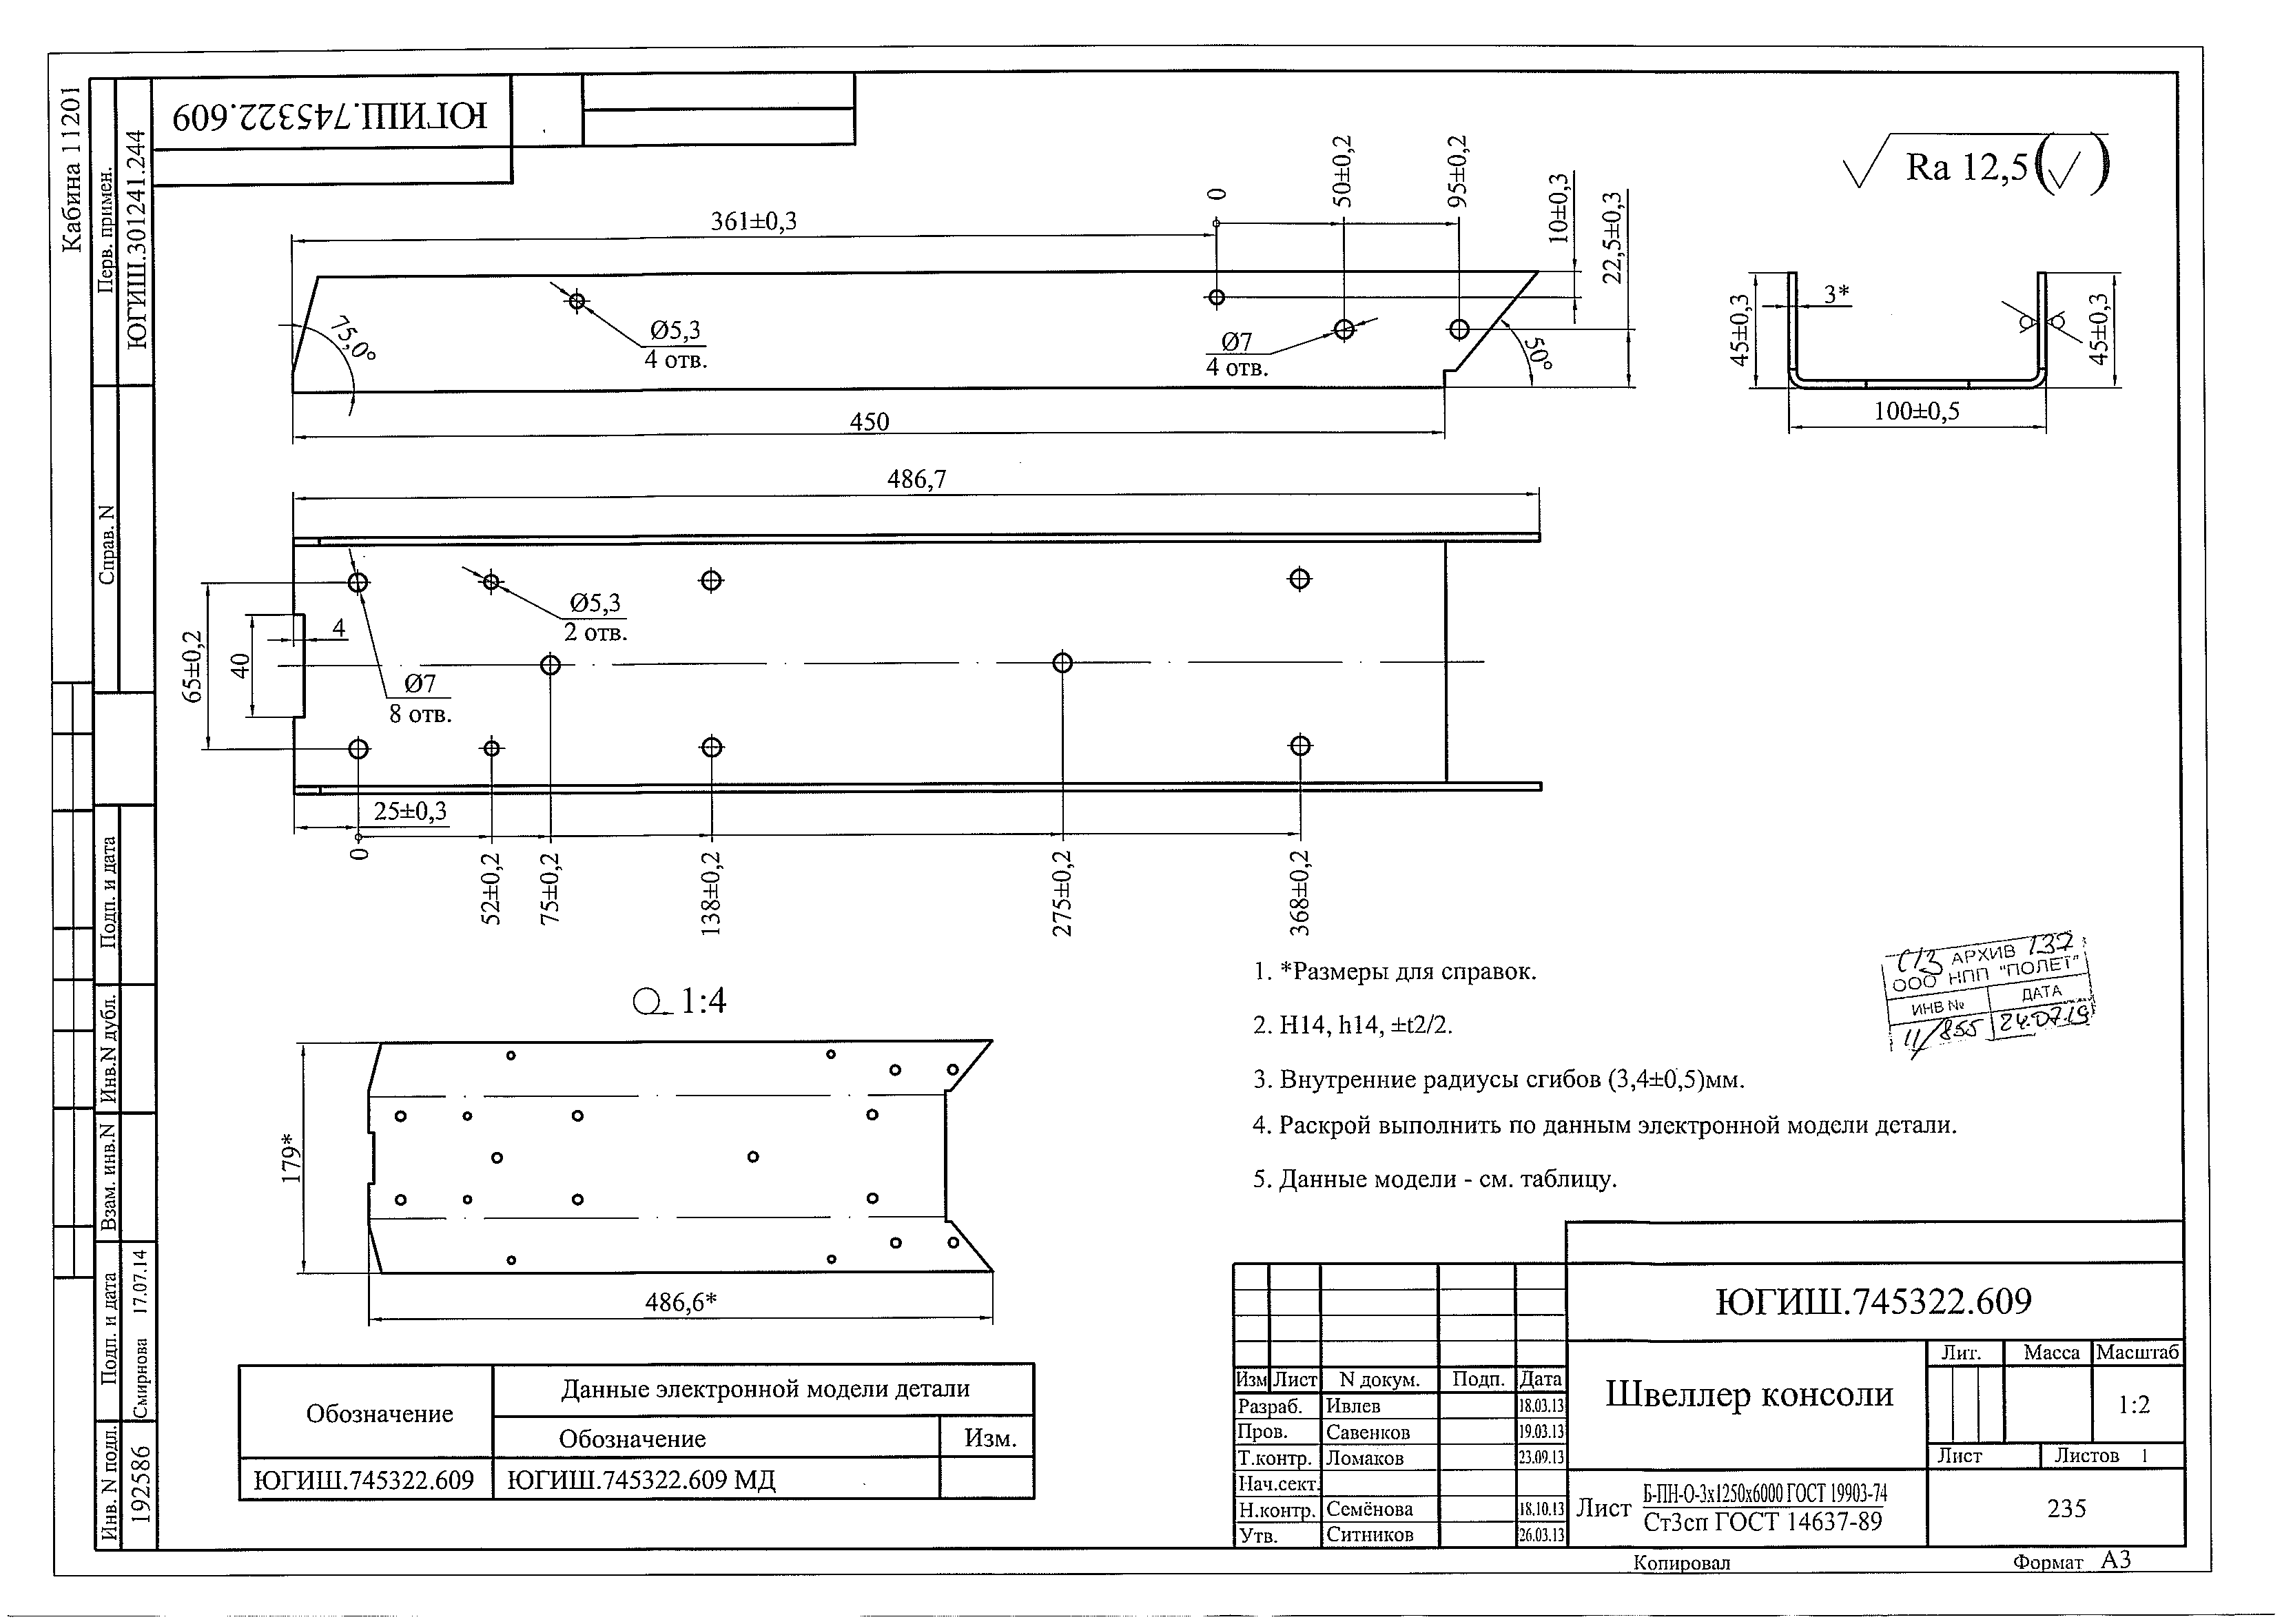 Кабина 11201
Перв. примен.
ЮГИШ.301241.244
Справ. N
Подп. и дата
Инв.N дубл.
Взам. инв.N
Подп. и дата
Смирнова 17.07.14
Инв. N подл.
192586
ЮГИШ.745322.609
Ra 12,5
361±0,3
0
50±0,2
95±0,2
10±0,3
22,5±0,3
75,0°
Ø5,3
4 отв.
Ø7
4 отв.
50°
450
45±0,3
3*
45±0,3
100±0,5
486,7
65±0,2
40
4
Ø5,3
2 отв.
Ø7
8 отв.
25±0,3
0
52±0,2
75±0,2
138±0,2
275±0,2
368±0,2
1:4
179*
486,6*
1. *Размеры для справок.
2. H14, h14, ±t2/2.
3. Внутренние радиусы сгибов (3,4±0,5)мм.
4. Раскрой выполнить по данным электронной модели детали.
5. Данные модели - см. таблицу.
АРХИВ 137
ООО НПП "ПОЛЕТ"
ИНВ № ДАТА
11/855 24.07.19
Обозначение
Данные электронной модели детали
Обозначение Изм.
ЮГИШ.745322.609 ЮГИШ.745322.609 МД
ЮГИШ.745322.609
Изм Лист N докум. Подп. Дата
Разраб. Ивлев 18.03.13
Пров. Савенков 19.03.13
Т.контр. Ломаков 23.09.13
Нач.сект.
Н.контр. Семёнова 18.10.13
Утв. Ситников 26.03.13
Швеллер консоли
Лит. Масса Масштаб
1:2
Лист Листов 1
Лист Б-ПН-О-3х1250х6000 ГОСТ 19903-74
Ст3сп ГОСТ 14637-89
235
Копировал Формат А3